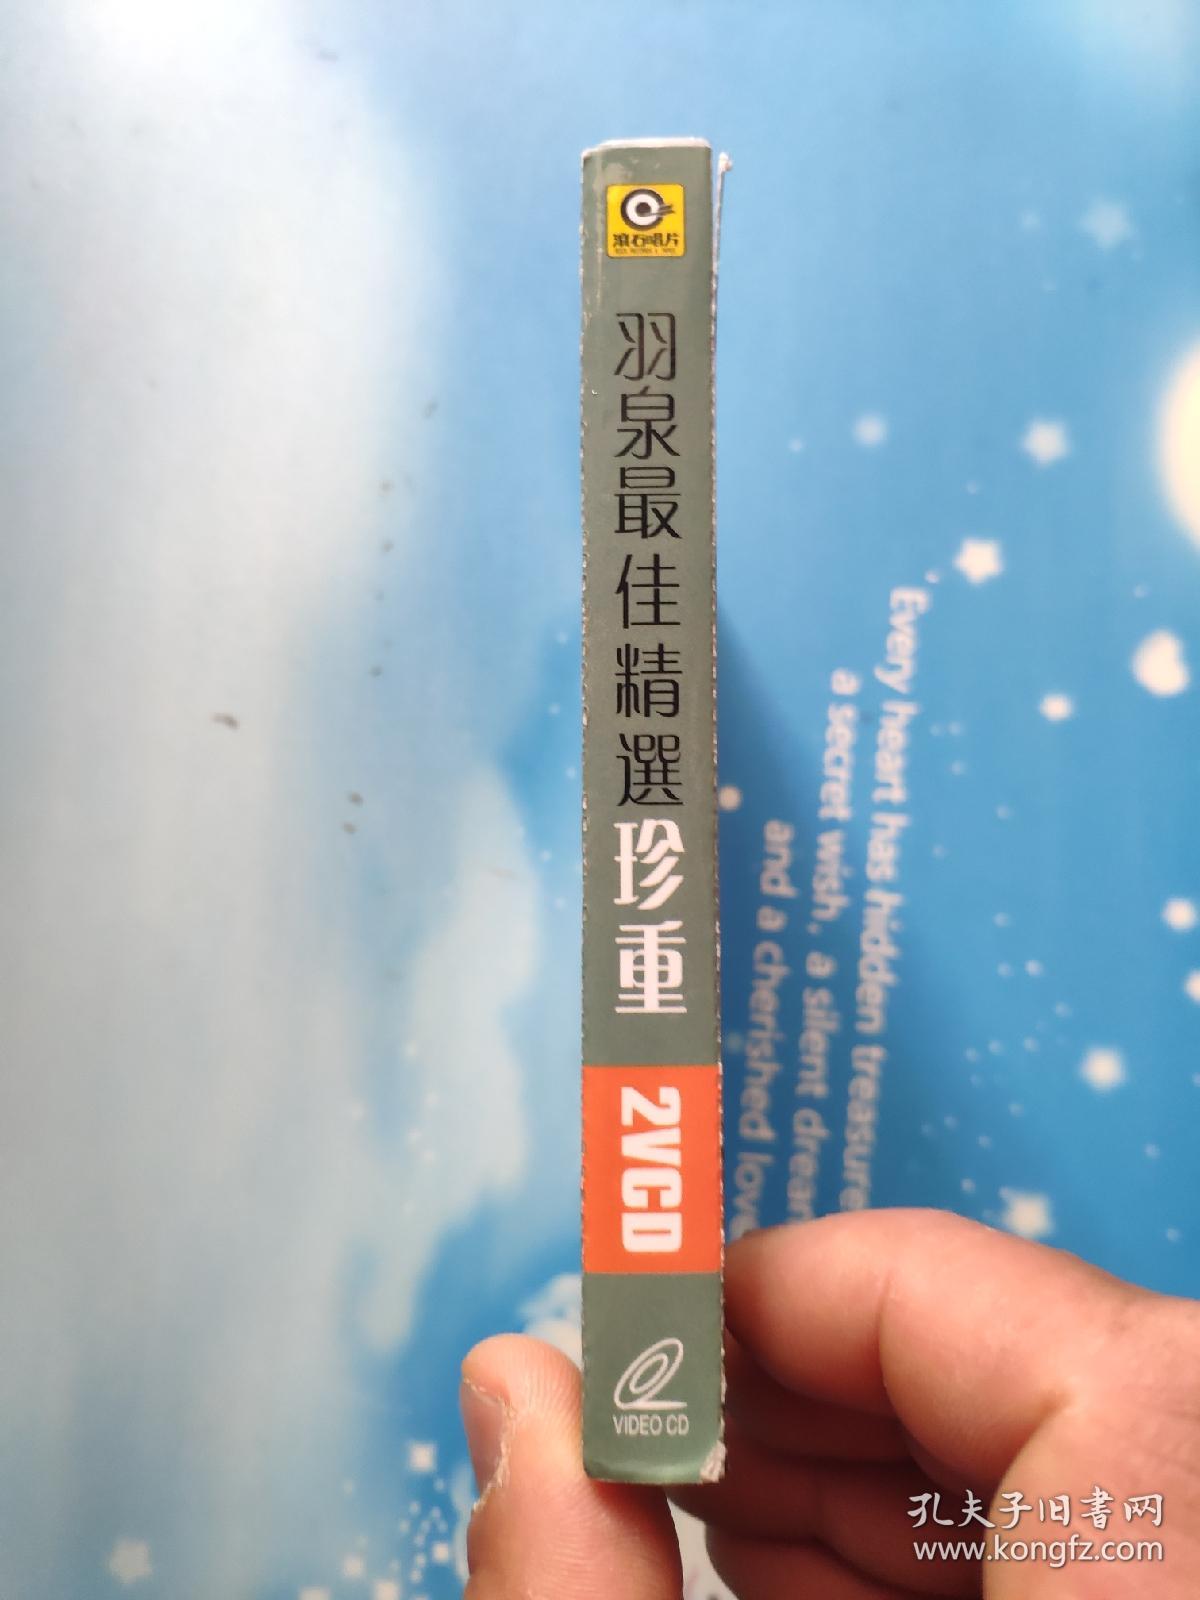 滾石唱片
羽泉最佳精選珍重
2VCD
VIDEO CD
Every heart has hidden treasure
a secret wish, a silent dream
and a cherished love
孔夫子旧书网
www.kongfz.com